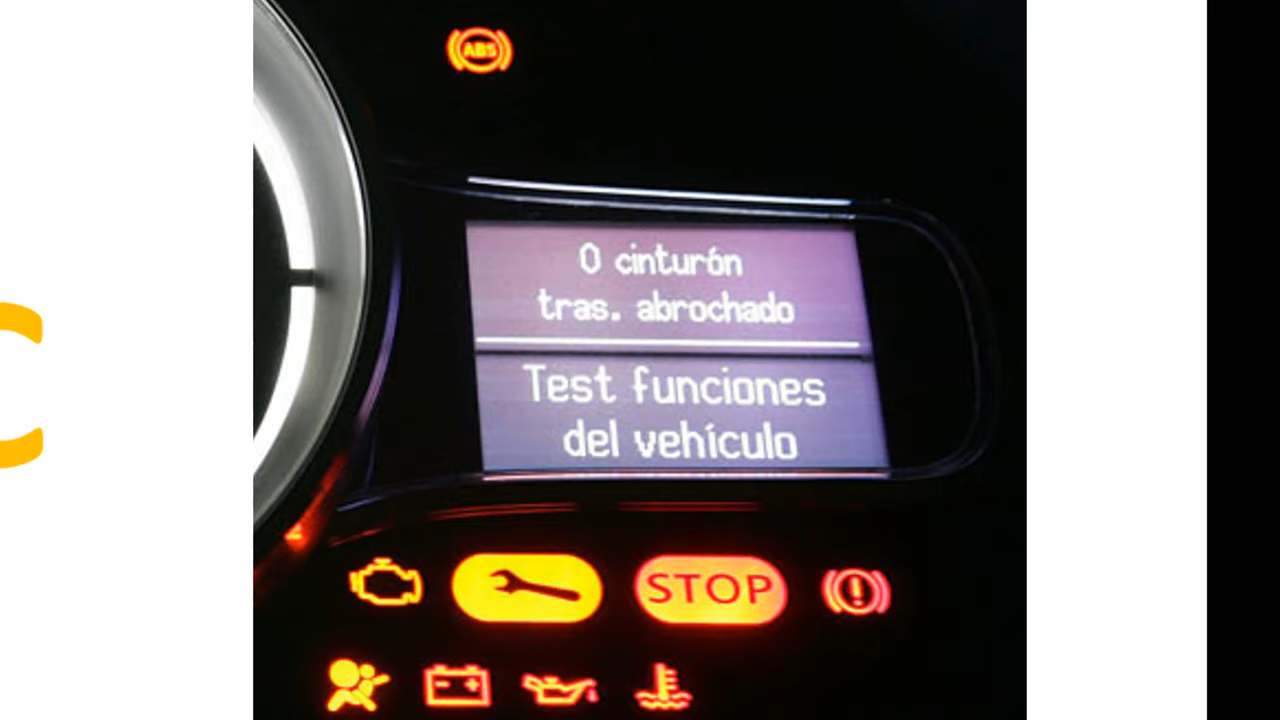 C
ABS
0 cinturón
tras. abrochado
Test funciones
del vehículo
STOP